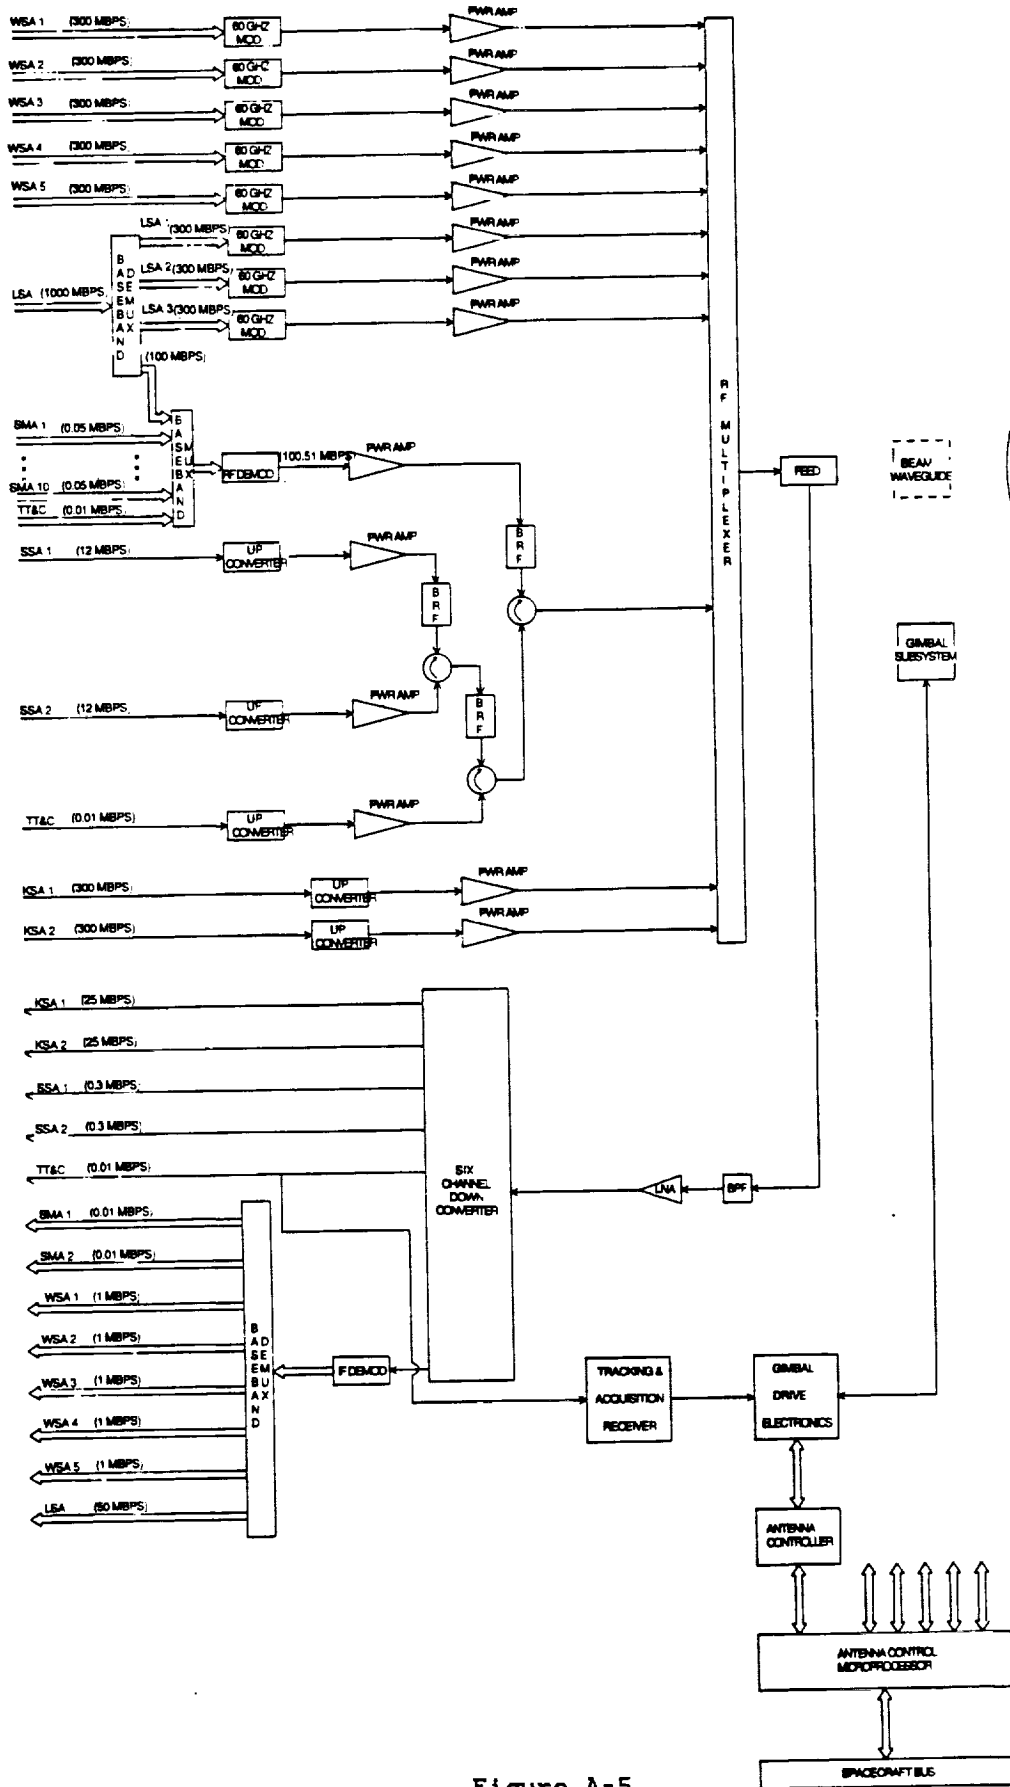 WSA 1 (300 MBPS) 60 GHZ MOD PWR AMP
WSA 2 (300 MBPS) 60 GHZ MOD PWR AMP
WSA 3 (300 MBPS) 60 GHZ MOD PWR AMP
WSA 4 (300 MBPS) 60 GHZ MOD PWR AMP
WSA 5 (300 MBPS) 60 GHZ MOD PWR AMP
LSA 1 (300 MBPS) 60 GHZ MOD PWR AMP
LSA 2 (300 MBPS) 60 GHZ MOD PWR AMP
LSA (1000 MBPS)
BASEBAND DEMUX
LSA 3 (300 MBPS) 60 GHZ MOD PWR AMP
(100 MBPS)
RF MULTIPLEXER
SMA 1 (0.05 MBPS)
SMA 10 (0.05 MBPS)
TT&C (0.01 MBPS)
BASEBAND MUX
RF DEMOD
(100.51 MBPS)
PWR AMP
BRF
FEED
BEAM WAVEGUIDE
SSA 1 (12 MBPS)
UP CONVERTER
PWR AMP
BRF
GIMBAL SUBSYSTEM
SSA 2 (12 MBPS)
UP CONVERTER
PWR AMP
BRF
TT&C (0.01 MBPS)
UP CONVERTER
PWR AMP
KSA 1 (300 MBPS)
UP CONVERTER
PWR AMP
KSA 2 (300 MBPS)
UP CONVERTER
PWR AMP
KSA 1 (25 MBPS)
KSA 2 (25 MBPS)
SSA 1 (0.3 MBPS)
SSA 2 (0.3 MBPS)
TT&C (0.01 MBPS)
SIX
CHANNEL
DOWN
CONVERTER
LNA
BPF
SMA 1 (0.01 MBPS)
SMA 2 (0.01 MBPS)
WSA 1 (1 MBPS)
WSA 2 (1 MBPS)
WSA 3 (1 MBPS)
WSA 4 (1 MBPS)
WSA 5 (1 MBPS)
LSA (50 MBPS)
BASEBAND DEMUX
IF DEMOD
TRACKING &
ACQUISITION
RECEIVER
GIMBAL
DRIVE
ELECTRONICS
ANTENNA
CONTROLLER
ANTENNA CONTROL
MICROPROCESSOR
SPACECRAFT BUS
Figure A-5